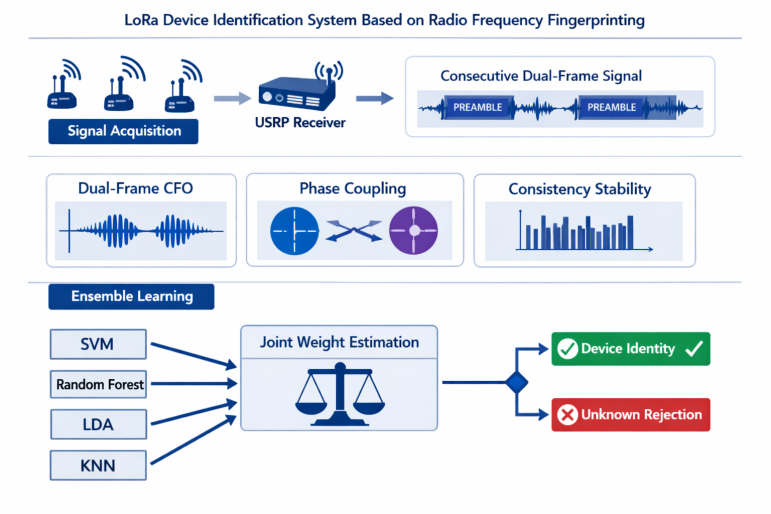 LoRa Device Identification System Based on Radio Frequency Fingerprinting
Signal Acquisition
USRP Receiver
Consecutive Dual-Frame Signal
PREAMBLE
PREAMBLE
Dual-Frame CFO
Phase Coupling
Consistency Stability
Ensemble Learning
SVM
Random Forest
LDA
KNN
Joint Weight Estimation
Device Identity
Unknown Rejection